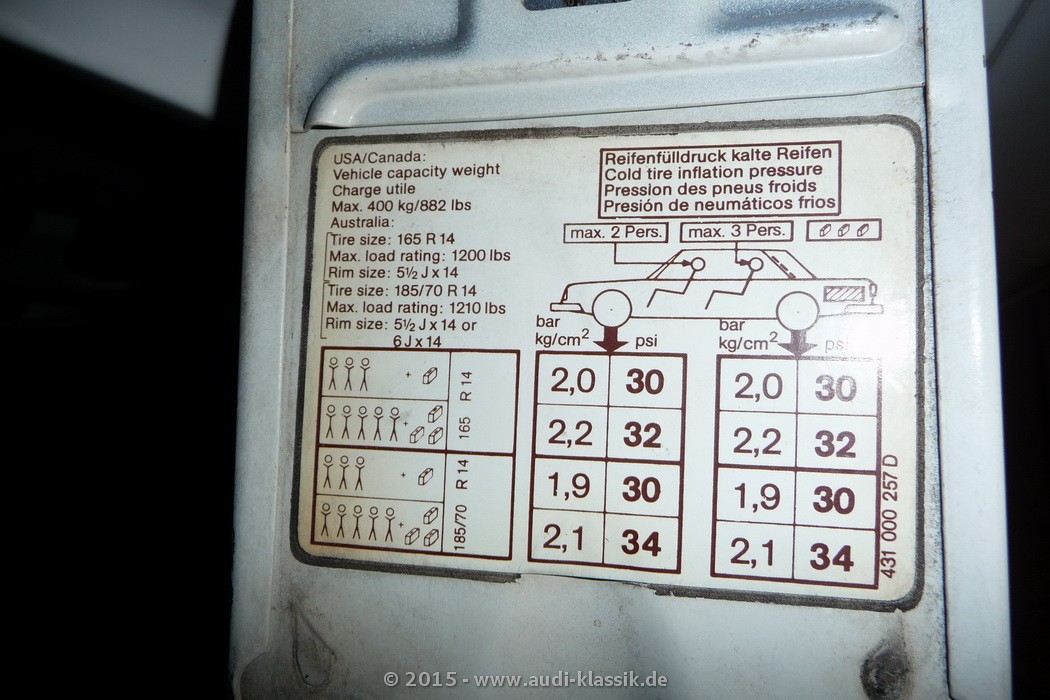 USA/Canada:
Vehicle capacity weight
Charge utile
Max. 400 kg/882 lbs
Australia:
Tire size: 165 R 14
Max. load rating: 1200 lbs
Rim size: 5½ J x 14
Tire size: 185/70 R 14
Max. load rating: 1210 lbs
Rim size: 5½ J x 14 or
6 J x 14
Reifenfülldruck kalte Reifen
Cold tire inflation pressure
Pression des pneus froids
Presión de neumáticos frios
max. 2 Pers. max. 3 Pers.
bar
kg/cm² psi
bar
kg/cm² psi
165 R 14
+ 2,0 30 2,0 30
+ 2,2 32 2,2 32
185/70 R 14
+ 1,9 30 1,9 30
+ 2,1 34 2,1 34
431 000 257 D
© 2015 - www.audi-klassik.de